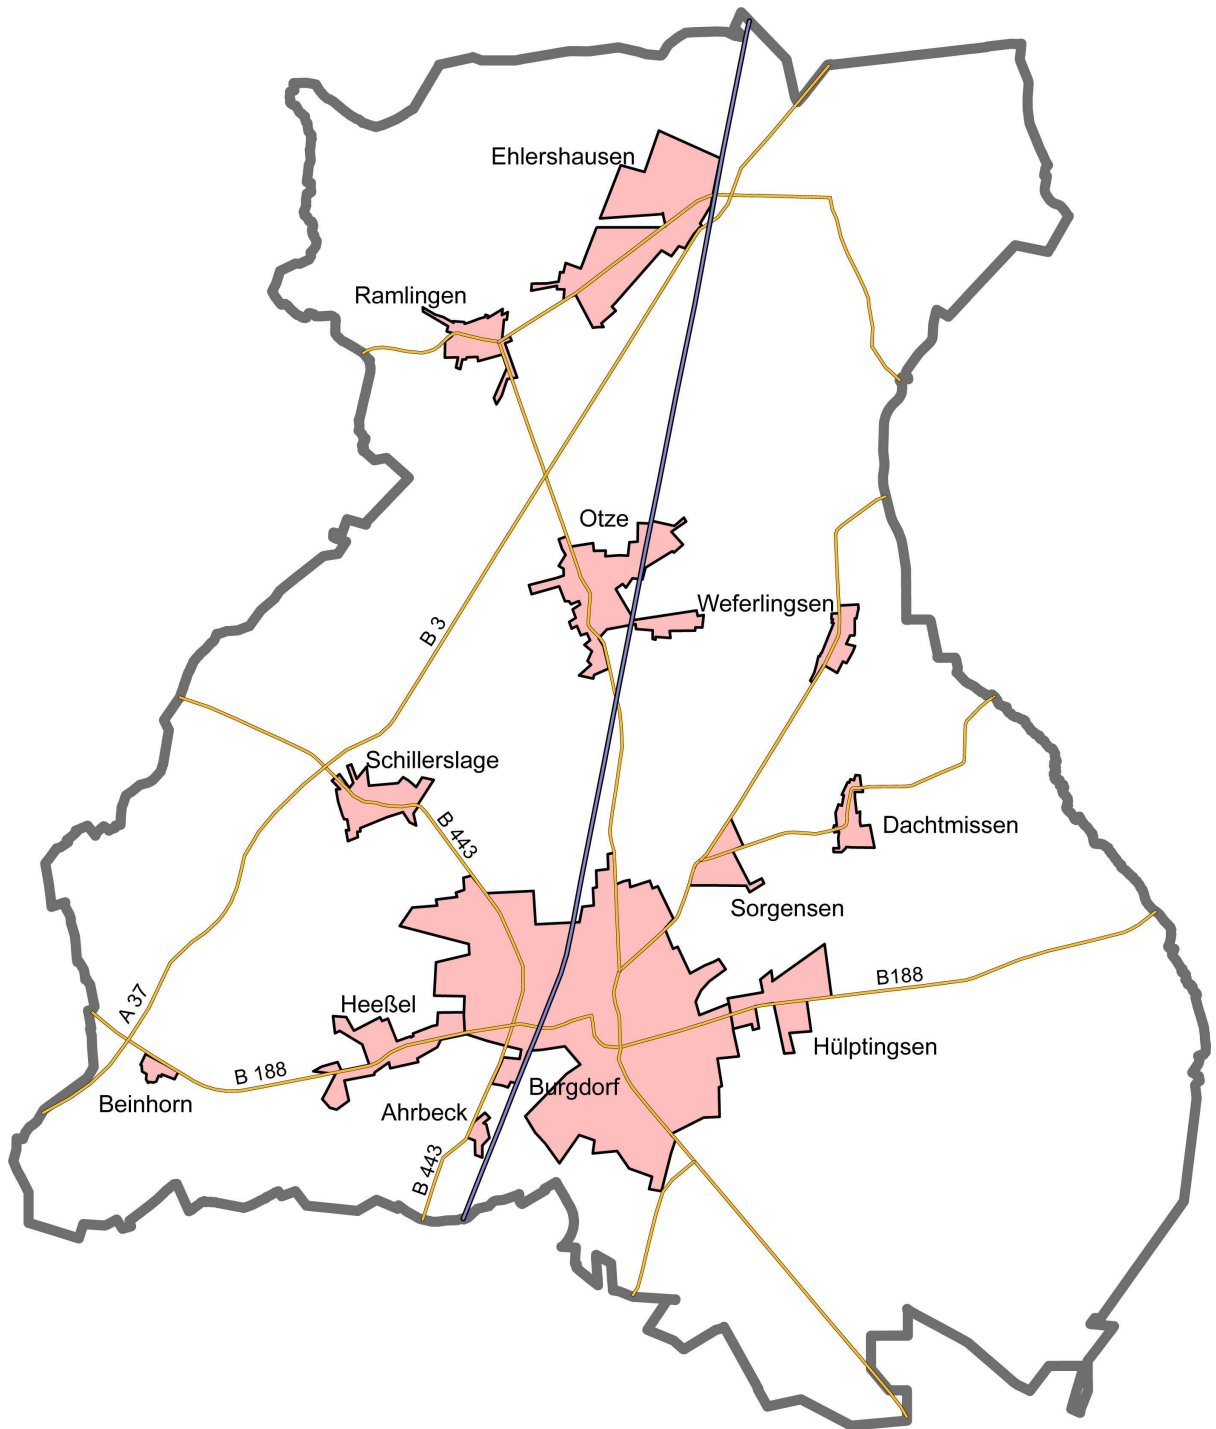 Ehlershausen
Ramlingen
Otze
Weferlingsen
B 3
Schillerslage
B 443
Dachtmissen
Sorgensen
B188
A 37
Heeßel
Hülptingsen
B 188
Burgdorf
Beinhorn
Ahrbeck
B 443